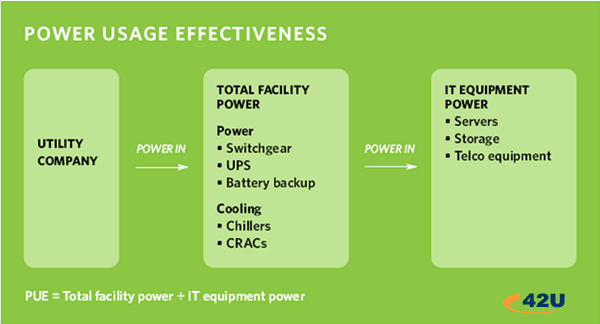 POWER USAGE EFFECTIVENESS
UTILITY
COMPANY
POWER IN
TOTAL FACILITY
POWER
Power
▪ Switchgear
▪ UPS
▪ Battery backup
Cooling
▪ Chillers
▪ CRACs
POWER IN
IT EQUIPMENT
POWER
▪ Servers
▪ Storage
▪ Telco equipment
PUE = Total facility power ÷ IT equipment power
42U